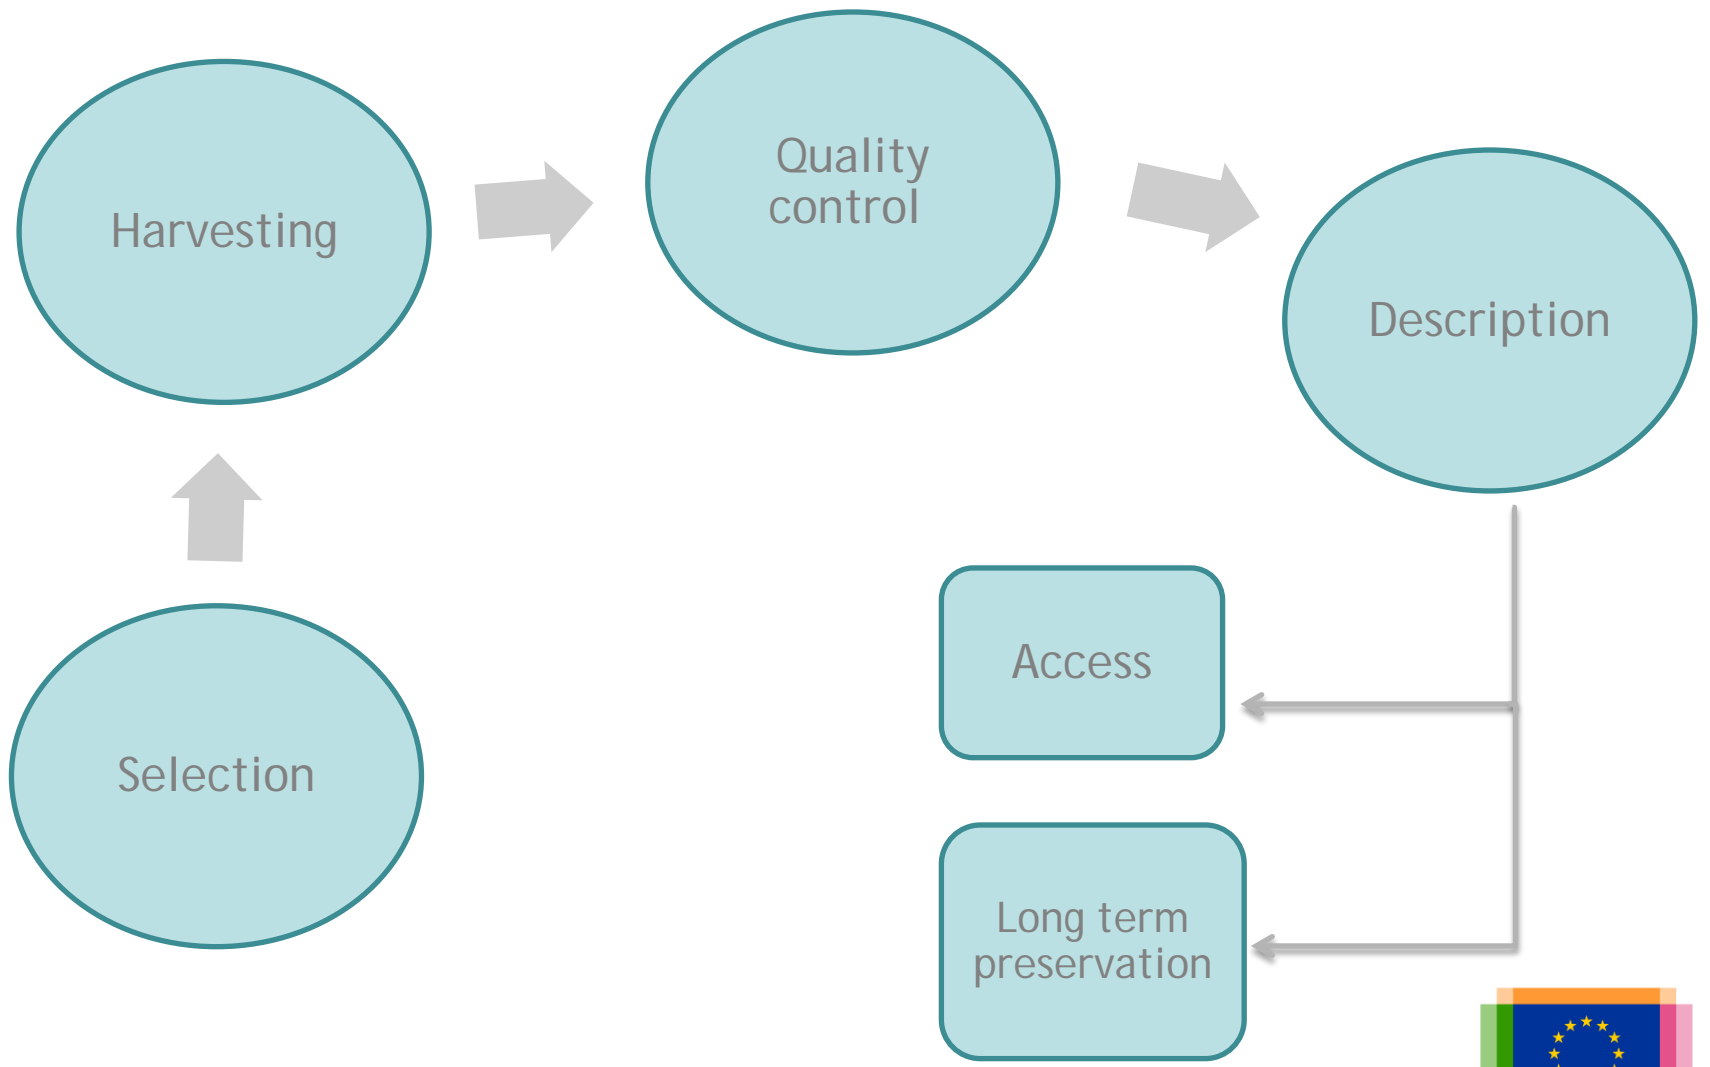 Harvesting
Quality
control
Description
Selection
Access
Long term
preservation